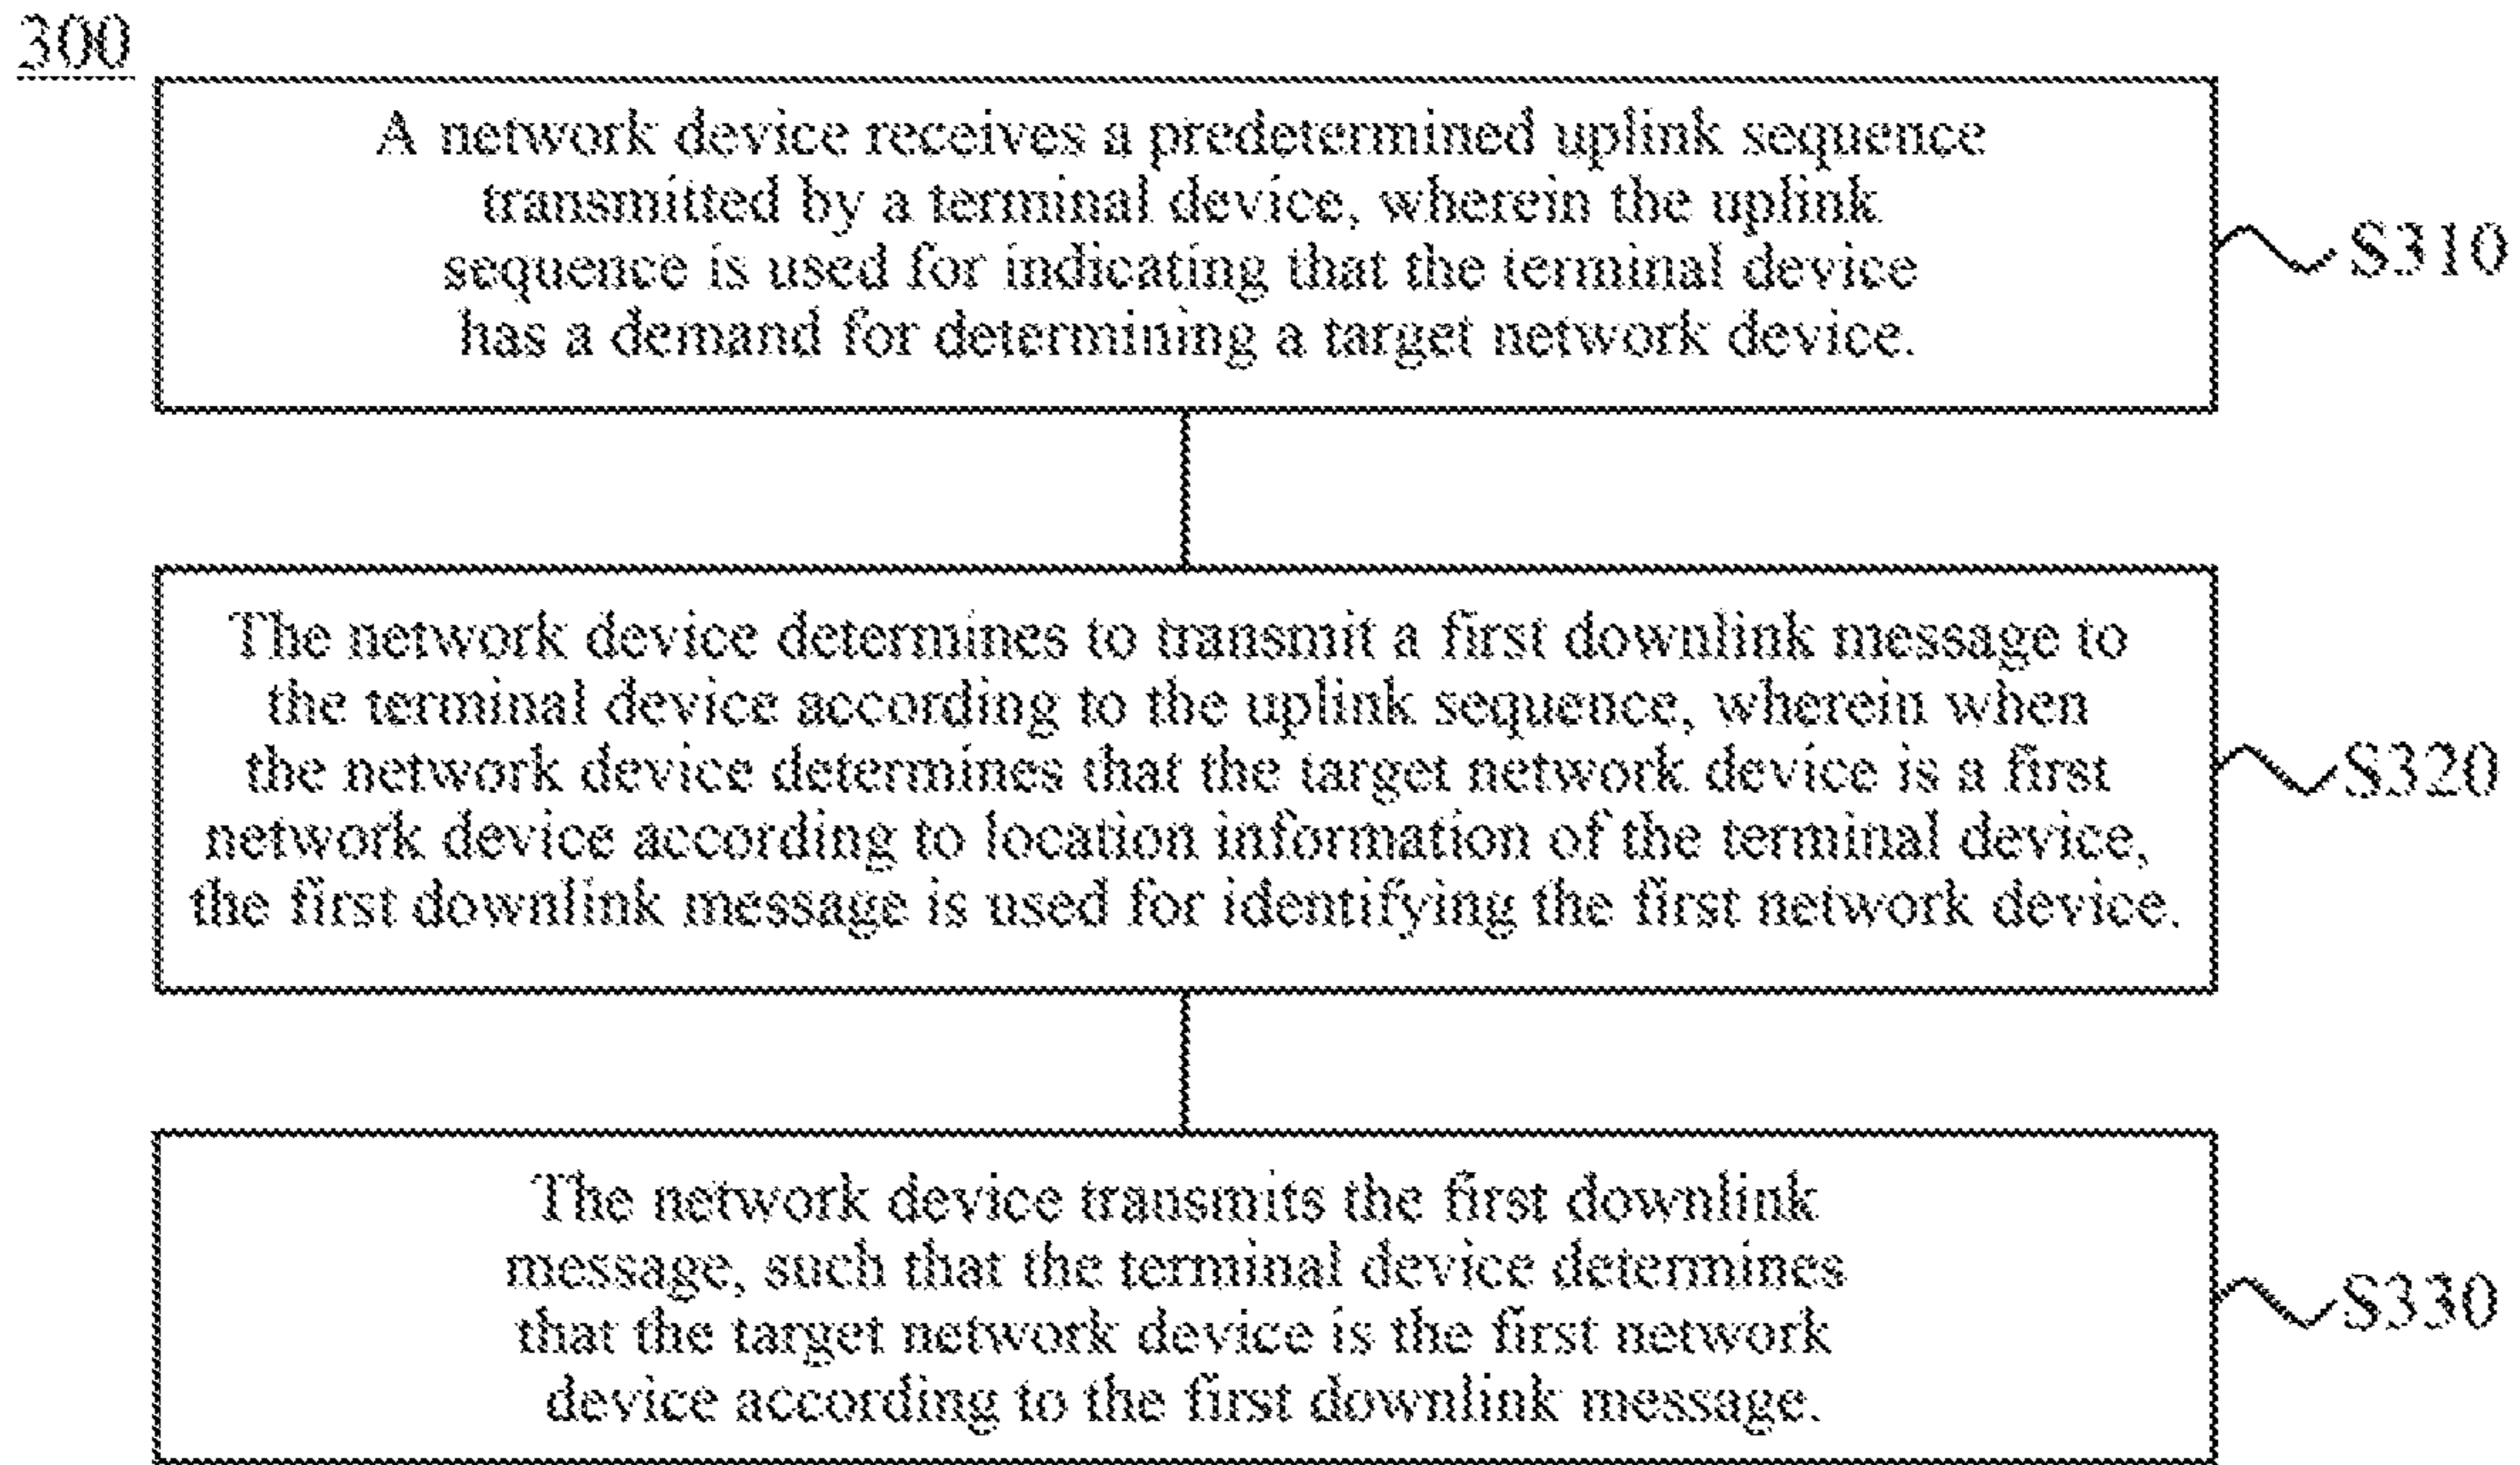 300
A network device receives a predetermined uplink sequence
transmitted by a terminal device, wherein the uplink
sequence is used for indicating that the terminal device
has a demand for determining a target network device.
S310
The network device determines to transmit a first downlink message to
the terminal device according to the uplink sequence, wherein when
the network device determines that the target network device is a first
network device according to location information of the terminal device,
the first downlink message is used for identifying the first network device.
S320
The network device transmits the first downlink
message, such that the terminal device determines
that the target network device is the first network
device according to the first downlink message.
S330